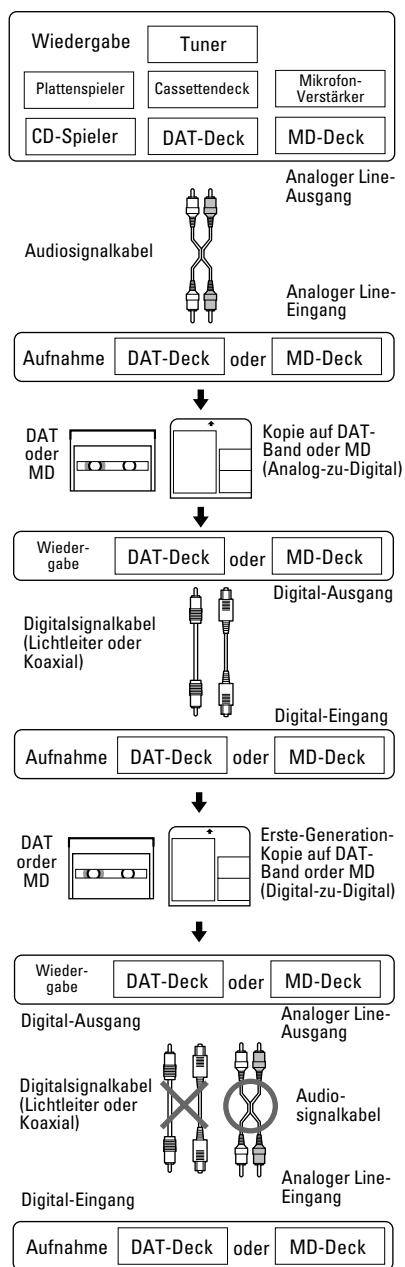 Wiedergabe
Tuner
Plattenspieler
Cassettendeck
Mikrofon-
Verstärker
CD-Spieler
DAT-Deck
MD-Deck
Analoger Line-
Ausgang
Audiosignalkabel
Analoger Line-
Eingang
Aufnahme DAT-Deck oder MD-Deck
DAT
oder
MD
Kopie auf DAT-
Band oder MD
(Analog-zu-Digital)
Wieder-
gabe
DAT-Deck oder MD-Deck
Digital-Ausgang
Digitalsignalkabel
(Lichtleiter oder
Koaxial)
Digital-Eingang
Aufnahme DAT-Deck oder MD-Deck
DAT
order
MD
Erste-Generation-
Kopie auf DAT-
Band order MD
(Digital-zu-Digital)
Wieder-
gabe
DAT-Deck oder MD-Deck
Digital-Ausgang
Analoger Line-
Ausgang
Digitalsignalkabel
(Lichtleiter oder
Koaxial)
Audio-
signalkabel
Digital-Eingang
Analoger Line-
Eingang
Aufnahme DAT-Deck oder MD-Deck